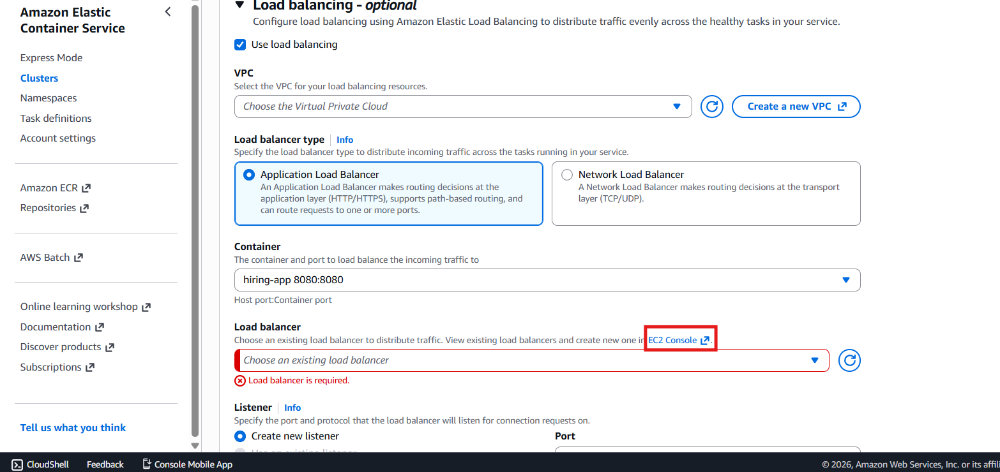 Amazon Elastic
Container Service
Express Mode
Clusters
Namespaces
Task definitions
Account settings
Amazon ECR
Repositories
AWS Batch
Online learning workshop
Documentation
Discover products
Subscriptions
Tell us what you think
Load balancing - optional
Configure load balancing using Amazon Elastic Load Balancing to distribute traffic evenly across the healthy tasks in your service.
Use load balancing
VPC
Select the VPC for your load balancing resources.
Choose the Virtual Private Cloud
Create a new VPC
Load balancer type Info
Specify the load balancer type to distribute incoming traffic across the tasks running in your service.
Application Load Balancer
An Application Load Balancer makes routing decisions at the
application layer (HTTP/HTTPS), supports path-based routing, and
can route requests to one or more ports.
Network Load Balancer
A Network Load Balancer makes routing decisions at the transport
layer (TCP/UDP).
Container
The container and port to load balance the incoming traffic to
hiring-app 8080:8080
Host port:Container port
Load balancer
Choose an existing load balancer to distribute traffic. View existing load balancers and create new one in EC2 Console .
Choose an existing load balancer
Load balancer is required.
Listener Info
Specify the port and protocol that the load balancer will listen for connection requests on.
Create new listener
Port
Use an existing listener
CloudShell Feedback Console Mobile App
© 2026, Amazon Web Services, Inc. or its affili